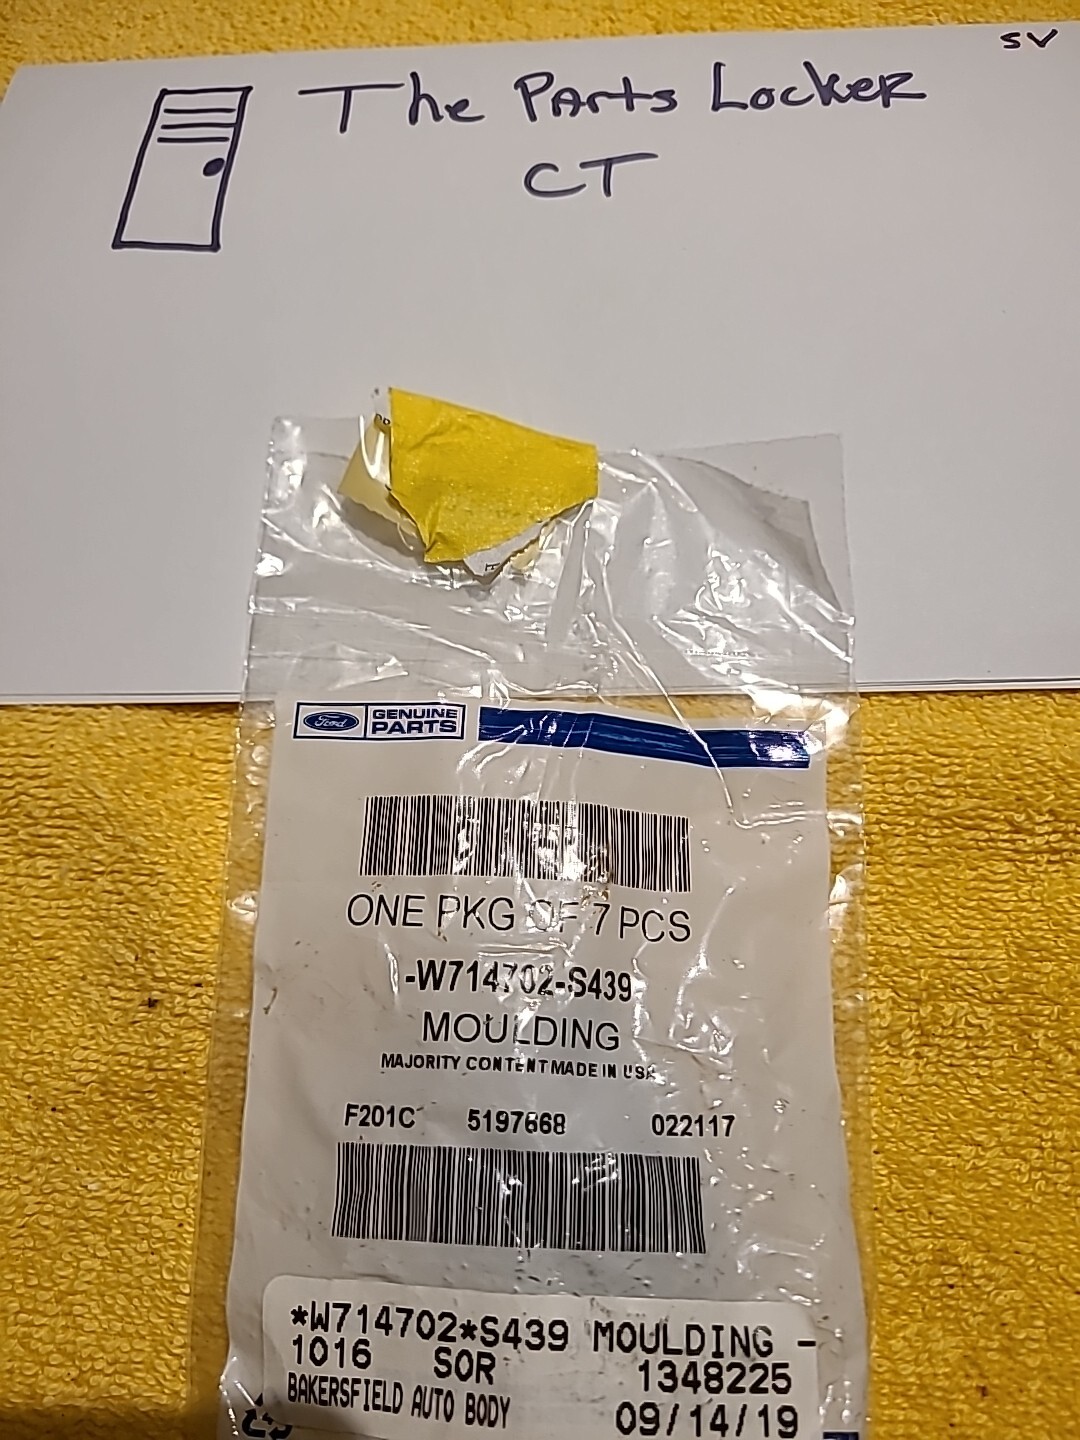 SV
The Parts Locker
CT
Ford GENUINE PARTS
ONE PKG OF 7 PCS
-W714702-S439
MOULDING
MAJORITY CONTENT MADE IN USA
F201C 5197668 022117
*W714702*S439 MOULDING -
1016 SOR 1348225
BAKERSFIELD AUTO BODY 09/14/19